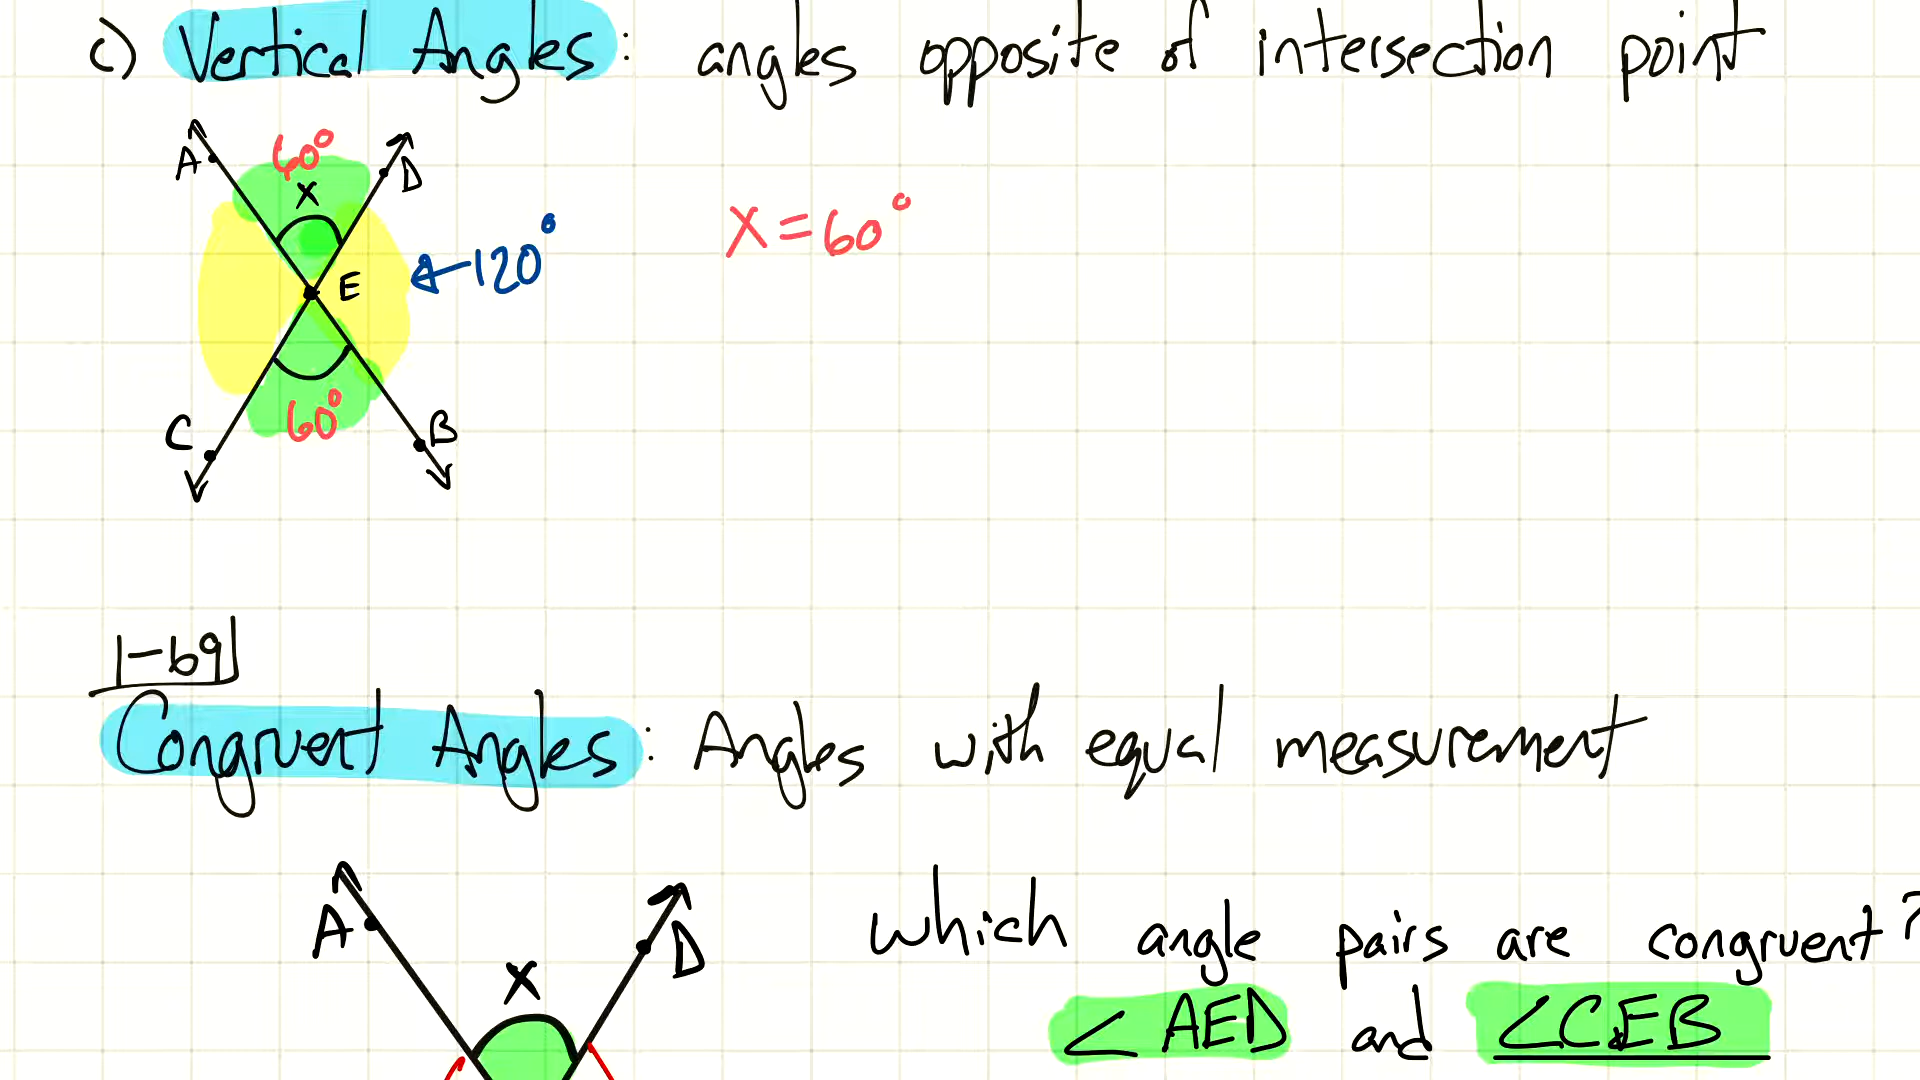 c) Vertical Angles: angles opposite of intersection point
A 60° D
X
X = 60°
E ←120°
C 60° B
1-69
Congruent Angles: Angles with equal measurement
A X D
which angle pairs are congruent?
∠AED and ∠CEB